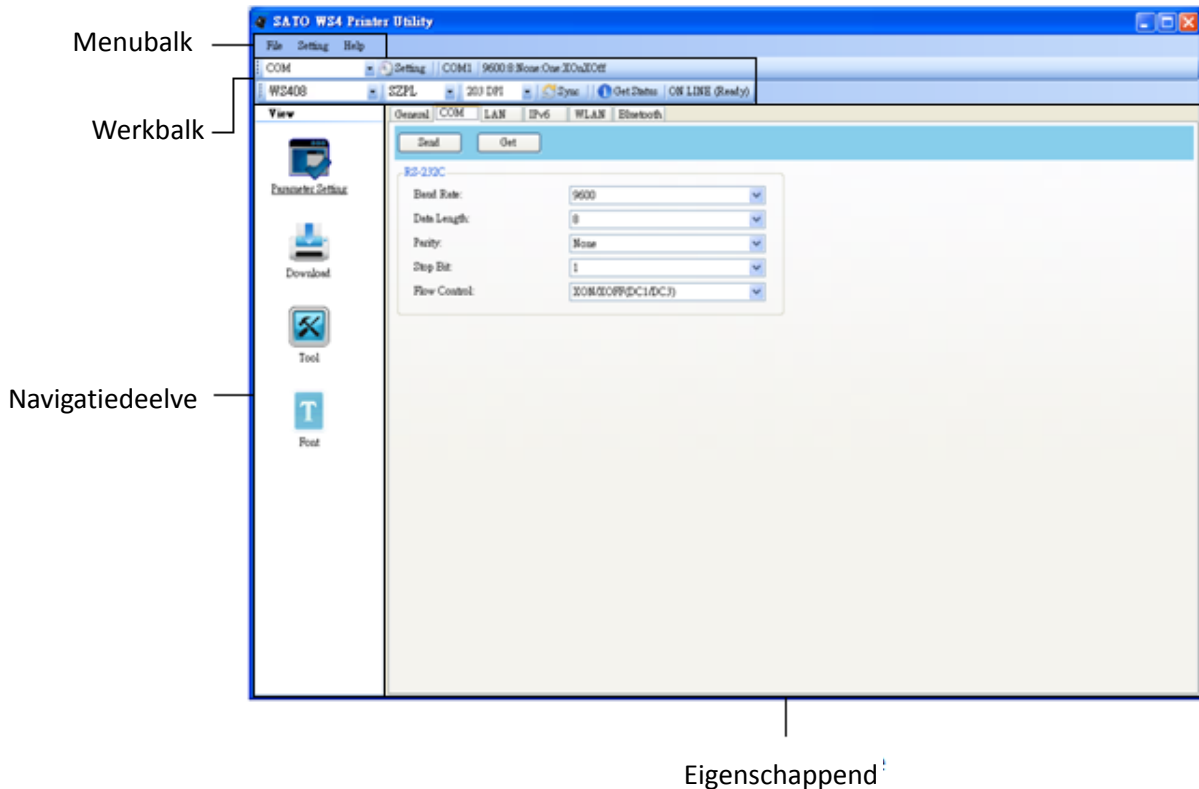 SATO WS4 Printer Utility
Menubalk
File Setting Help
COM Setting COM1 9600:8:None:One:XOnXOff
WS408 SZPL 203 DPI Sync Get Status ON LINE (Ready)
Werkbalk
View
General COM LAN IPv6 WLAN Bluetooth
Send Get
RS-232C
Parameter Setting
Baud Rate: 9600
Data Length: 8
Parity: None
Stop Bit: 1
Flow Control: XON/XOFF(DC1/DC3)
Download
Tool
Navigatiedeelve
Font
Eigenschappend